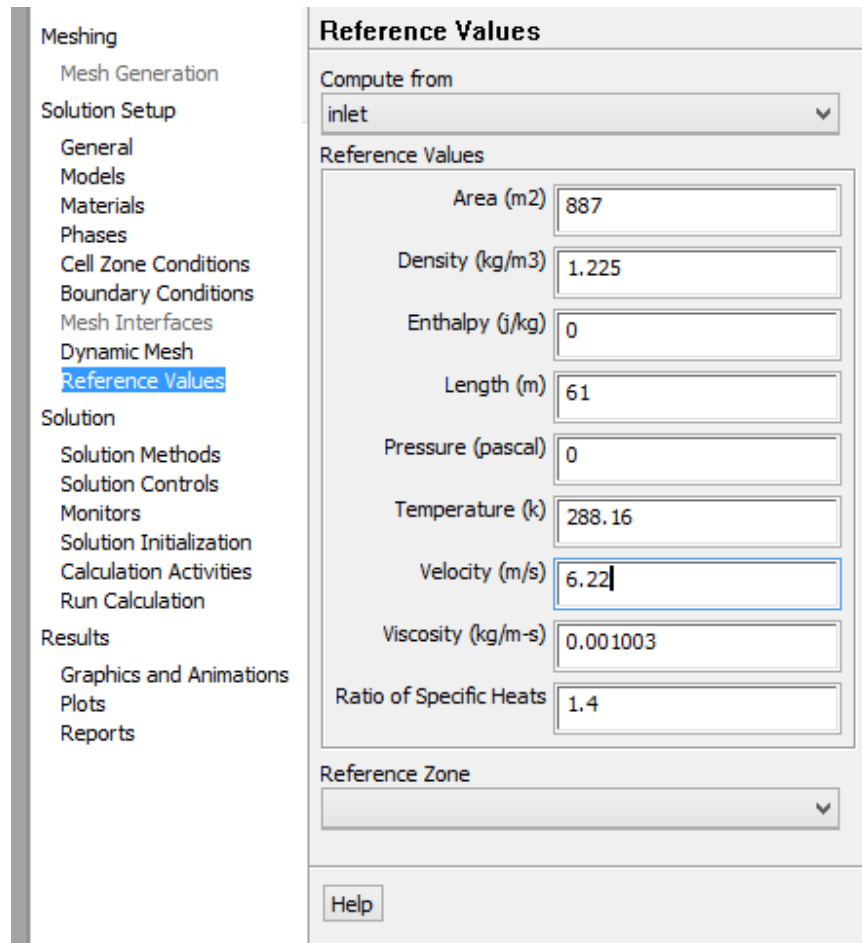 Meshing
Mesh Generation
Solution Setup
General
Models
Materials
Phases
Cell Zone Conditions
Boundary Conditions
Mesh Interfaces
Dynamic Mesh
Reference Values
Solution
Solution Methods
Solution Controls
Monitors
Solution Initialization
Calculation Activities
Run Calculation
Results
Graphics and Animations
Plots
Reports
Reference Values
Compute from
inlet
Reference Values
Area (m2) 887
Density (kg/m3) 1.225
Enthalpy (j/kg) 0
Length (m) 61
Pressure (pascal) 0
Temperature (k) 288.16
Velocity (m/s) 6.22
Viscosity (kg/m-s) 0.001003
Ratio of Specific Heats 1.4
Reference Zone
Help